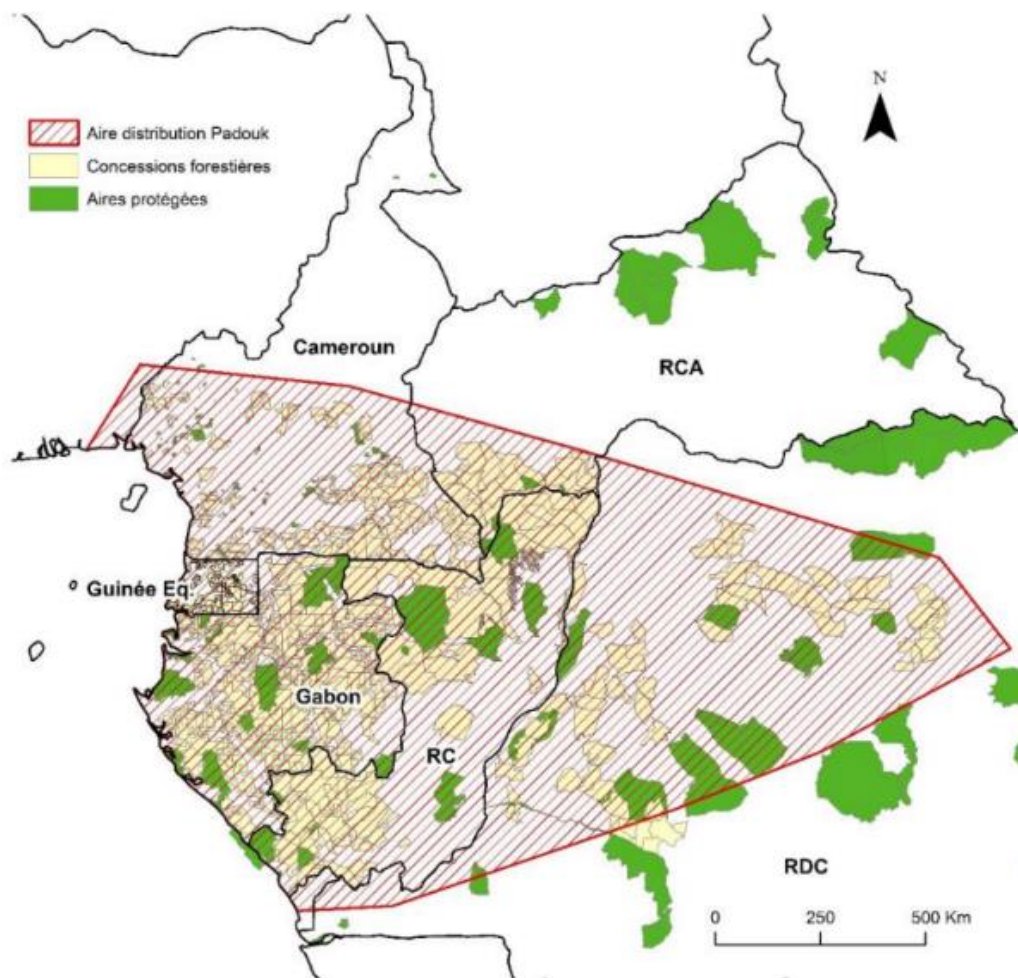 N
Aire distribution Padouk
Concessions forestières
Aires protégées
Cameroun
RCA
Guinée Eq.
Gabon
RC
RDC
0 250 500 Km